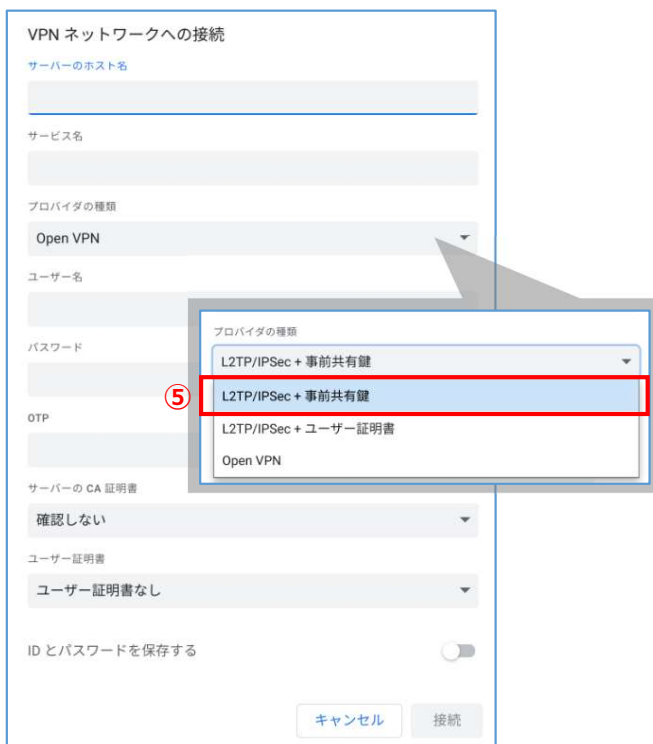 VPN ネットワークへの接続
サーバーのホスト名
サービス名
プロバイダの種類
Open VPN
ユーザー名
パスワード
OTP
サーバーの CA 証明書
確認しない
ユーザー証明書
ユーザー証明書なし
ID とパスワードを保存する
キャンセル
接続
プロバイダの種類
L2TP/IPSec + 事前共有鍵
⑤
L2TP/IPSec + 事前共有鍵
L2TP/IPSec + ユーザー証明書
Open VPN